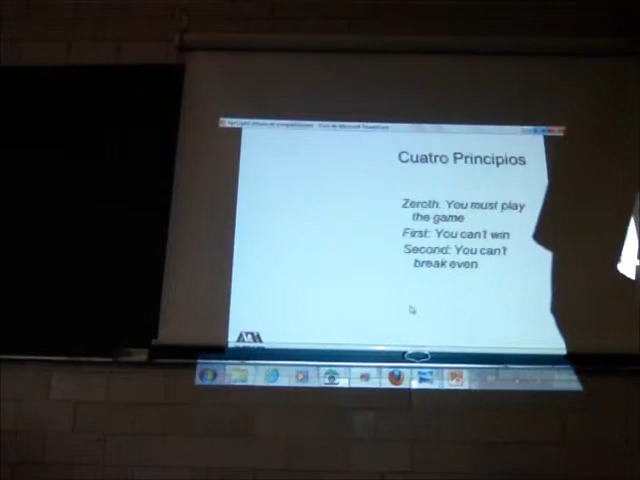 Cuatro Principios
Zeroth: You must play
the game
First: You can't win
Second: You can't
break even